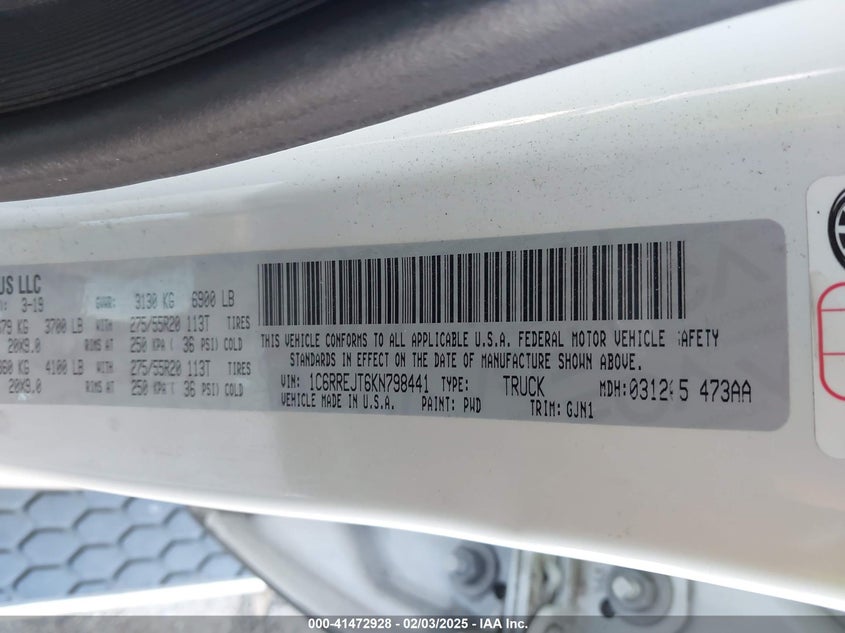 US LLC
3-19 GVWR: 3130 KG 6900 LB
679 KG 3700 LB WITH 275/55R20 113T TIRES
20X9.0 RIMS AT 250 KPA ( 36 PSI) COLD
860 KG 4100 LB WITH 275/55R20 113T TIRES
20X9.0 RIMS AT 250 KPA ( 36 PSI) COLD
THIS VEHICLE CONFORMS TO ALL APPLICABLE U.S.A. FEDERAL MOTOR VEHICLE SAFETY
STANDARDS IN EFFECT ON THE DATE OF MANUFACTURE SHOWN ABOVE.
VIN: 1C6RREJT6KN798441 TYPE: TRUCK MDH: 473AA
VEHICLE MADE IN U.S.A. PAINT: PWD TRIM: GJN1
000-41472928 - 02/03/2025 - IAA Inc.